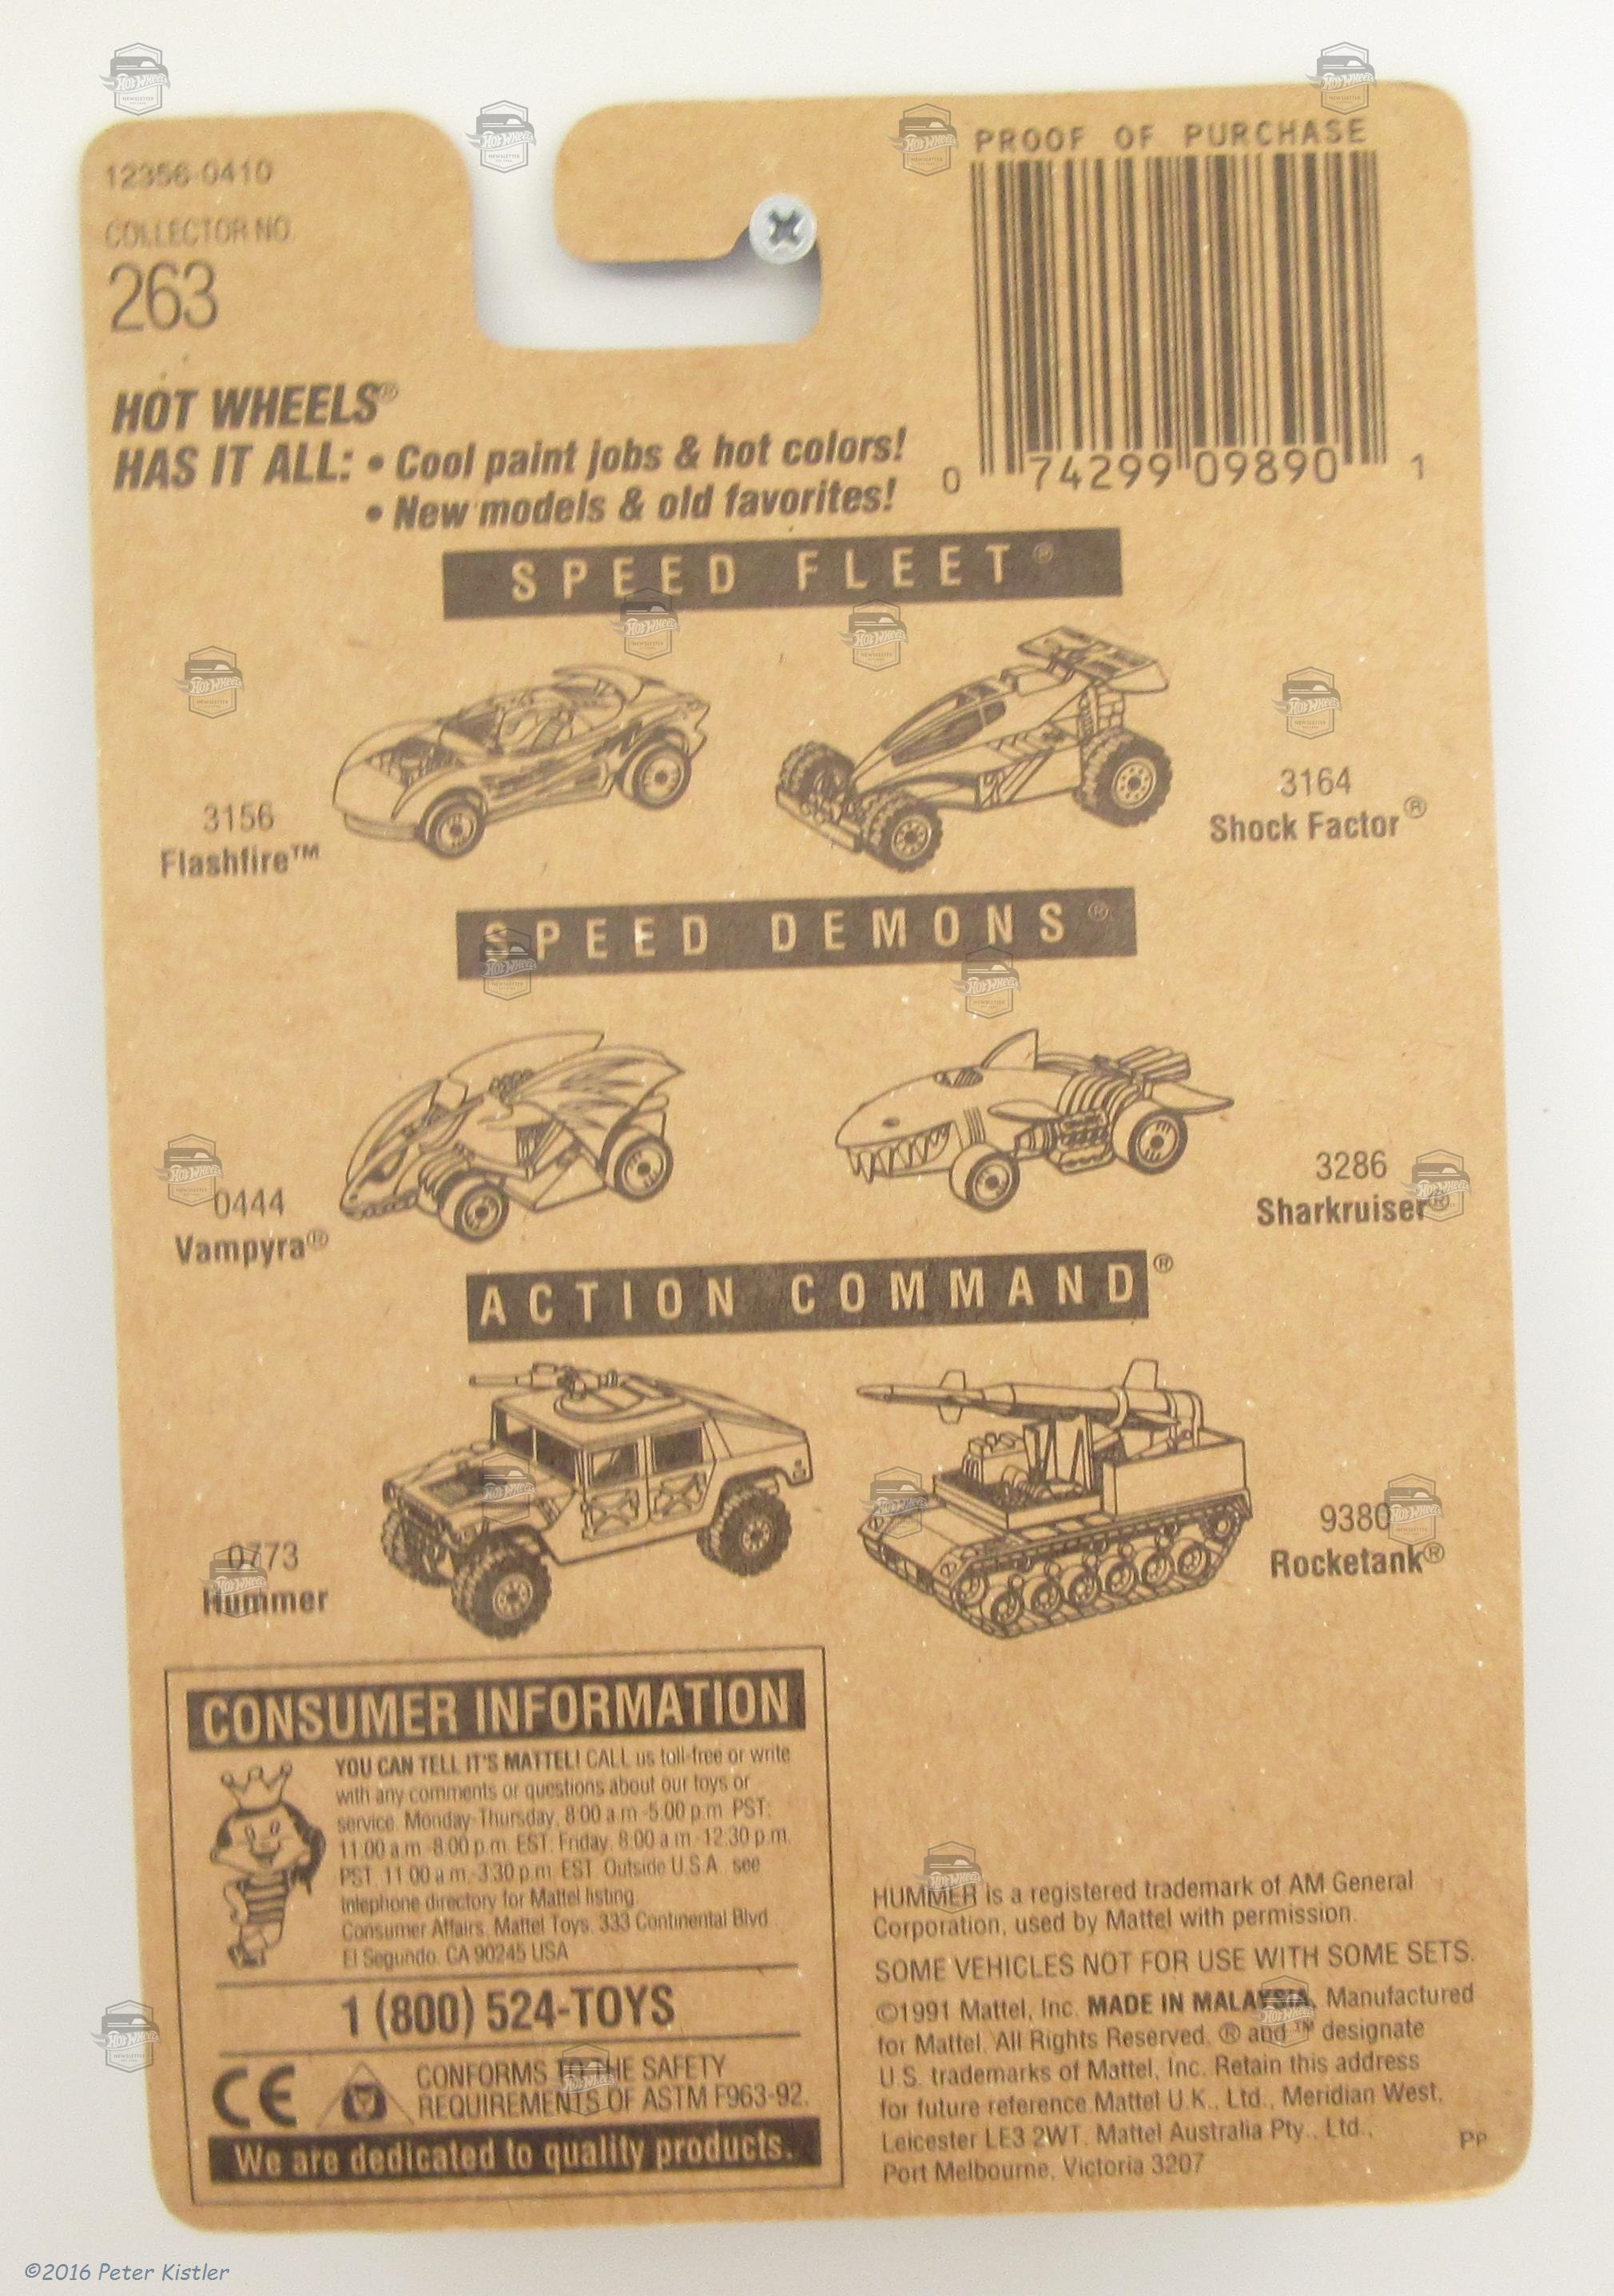 12356-0410
COLLECTOR NO.
263
PROOF OF PURCHASE
0 74299 09890 1
HOT WHEELS®
HAS IT ALL: • Cool paint jobs & hot colors!
• New models & old favorites!
SPEED FLEET®
3156
Flashfire™
3164
Shock Factor®
SPEED DEMONS®
0444
Vampyra®
3286
Sharkruiser®
ACTION COMMAND®
0773
Hummer
9380
Rocketank®
CONSUMER INFORMATION
YOU CAN TELL IT'S MATTEL! CALL us toll-free or write
with any comments or questions about our toys or
service. Monday-Thursday, 8:00 a.m.-5:00 p.m. PST;
11:00 a.m.-8:00 p.m. EST. Friday, 8:00 a.m.-12:30 p.m.
PST, 11:00 a.m.-3:30 p.m. EST. Outside U.S.A., see
telephone directory for Mattel listing.
Consumer Affairs, Mattel Toys, 333 Continental Blvd.
El Segundo, CA 90245 USA
1 (800) 524-TOYS
CE
CONFORMS TO THE SAFETY
REQUIREMENTS OF ASTM F963-92.
We are dedicated to quality products.
HUMMER is a registered trademark of AM General
Corporation, used by Mattel with permission.
SOME VEHICLES NOT FOR USE WITH SOME SETS.
©1991 Mattel, Inc. MADE IN MALAYSIA. Manufactured
for Mattel. All Rights Reserved. ® and ™ designate
U.S. trademarks of Mattel, Inc. Retain this address
for future reference Mattel U.K., Ltd., Meridian West,
Leicester LE3 2WT. Mattel Australia Pty., Ltd.,
Port Melbourne, Victoria 3207
PP
©2016 Peter Kistler